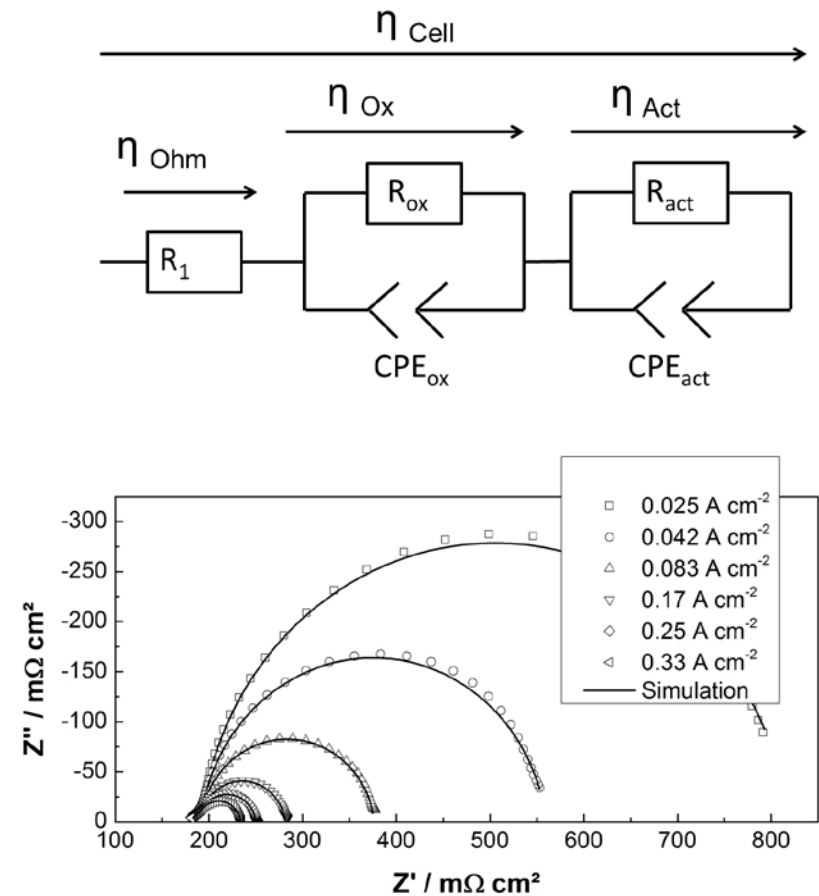 η Cell
η Ox
η Act
η Ohm
R₁
Rox
Ract
CPEox
CPEact
0.025 A cm⁻²
0.042 A cm⁻²
0.083 A cm⁻²
0.17 A cm⁻²
0.25 A cm⁻²
0.33 A cm⁻²
Simulation
Z'' / mΩ cm²
-300
-250
-200
-150
-100
-50
0
100 200 300 400 500 600 700 800
Z' / mΩ cm²